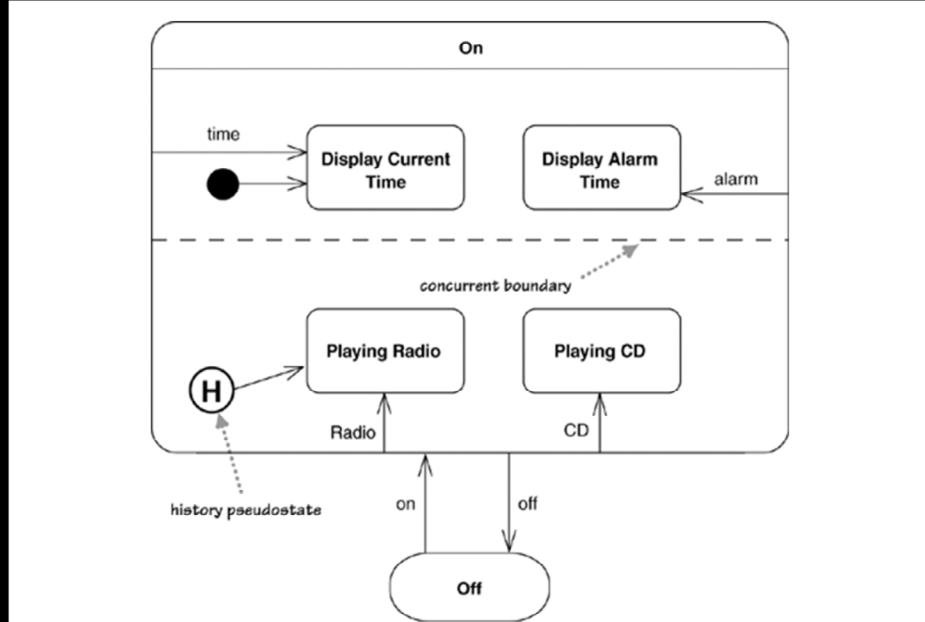 On
time
Display Current
Time
Display Alarm
Time
alarm
concurrent boundary
Playing Radio
Playing CD
H
Radio
CD
history pseudostate
on
off
Off